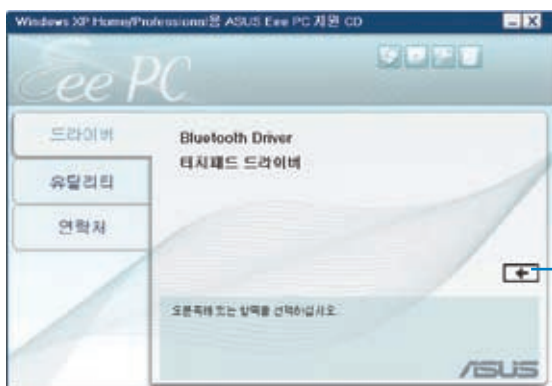 Windows XP Home/Professional용 ASUS Eee PC 지원 CD
Eee PC
드라이버
Bluetooth Driver
터치패드 드라이버
유틸리티
연락처
오른쪽에 있는 항목을 선택하십시오.
ASUS